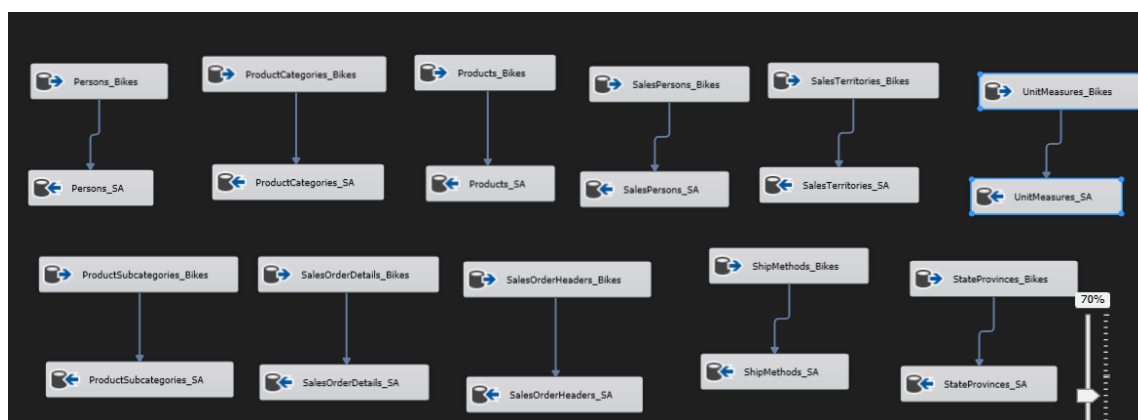 Persons_Bikes
ProductCategories_Bikes
Products_Bikes
SalesPersons_Bikes
SalesTerritories_Bikes
UnitMeasures_Bikes
Persons_SA
ProductCategories_SA
Products_SA
SalesPersons_SA
SalesTerritories_SA
UnitMeasures_SA
ProductSubcategories_Bikes
SalesOrderDetails_Bikes
SalesOrderHeaders_Bikes
ShipMethods_Bikes
StateProvinces_Bikes
70%
ProductSubcategories_SA
SalesOrderDetails_SA
SalesOrderHeaders_SA
ShipMethods_SA
StateProvinces_SA